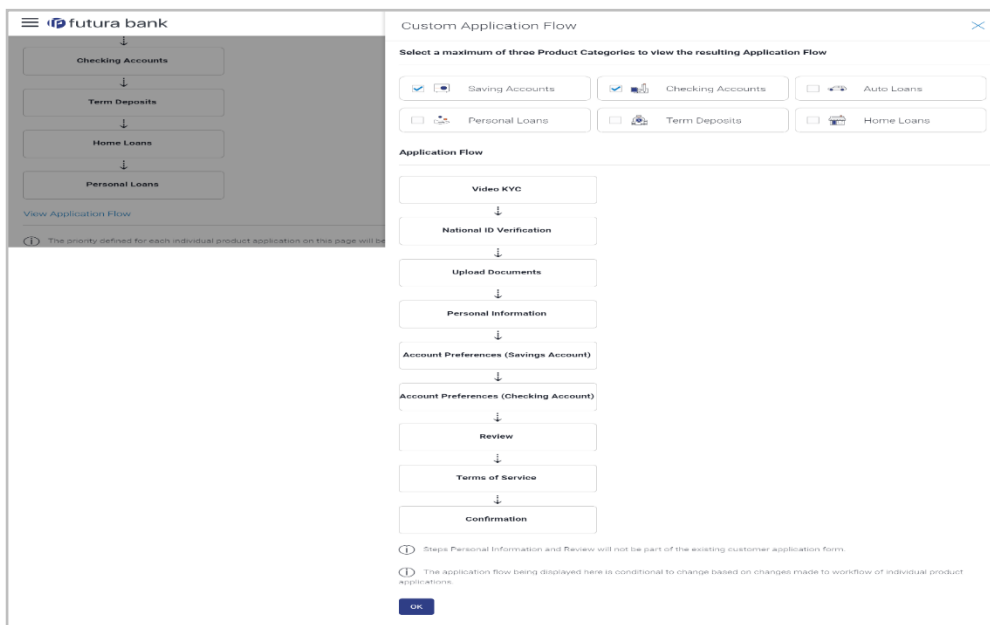 futura bank
Checking Accounts
Term Deposits
Home Loans
Personal Loans
View Application Flow
The priority defined for each individual product application on this page will be
Custom Application Flow
Select a maximum of three Product Categories to view the resulting Application Flow
Saving Accounts
Checking Accounts
Auto Loans
Personal Loans
Term Deposits
Home Loans
Application Flow
Video KYC
National ID Verification
Upload Documents
Personal Information
Account Preferences (Savings Account)
Account Preferences (Checking Account)
Review
Terms of Service
Confirmation
Steps Personal Information and Review will not be part of the existing customer application form.
The application flow being displayed here is conditional to change based on changes made to workflow of individual product
applications.
OK